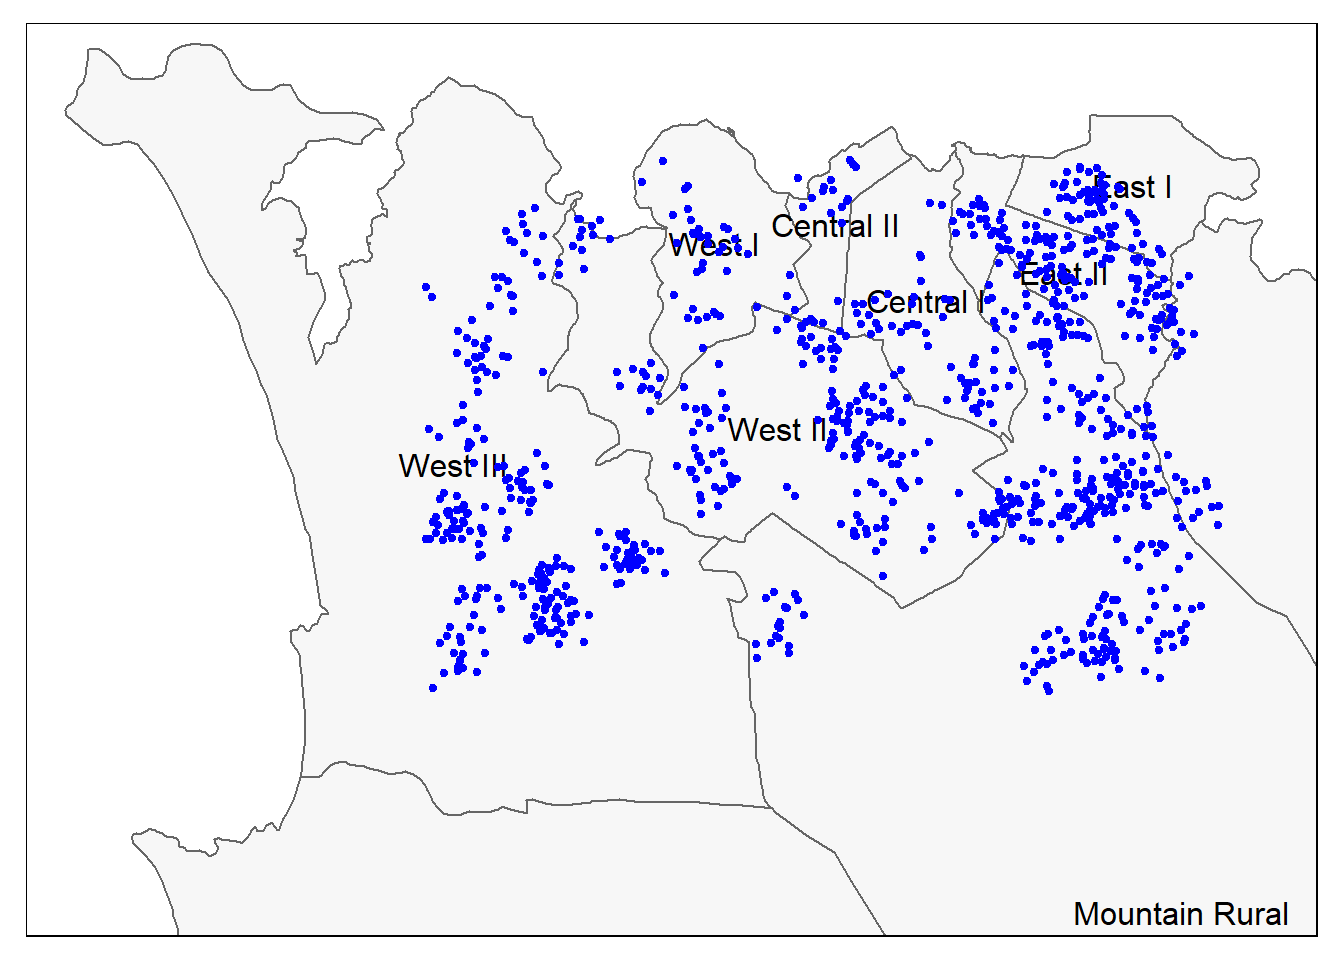 East I
Central II
West I
East II
Central I
West II
West III
Mountain Rural